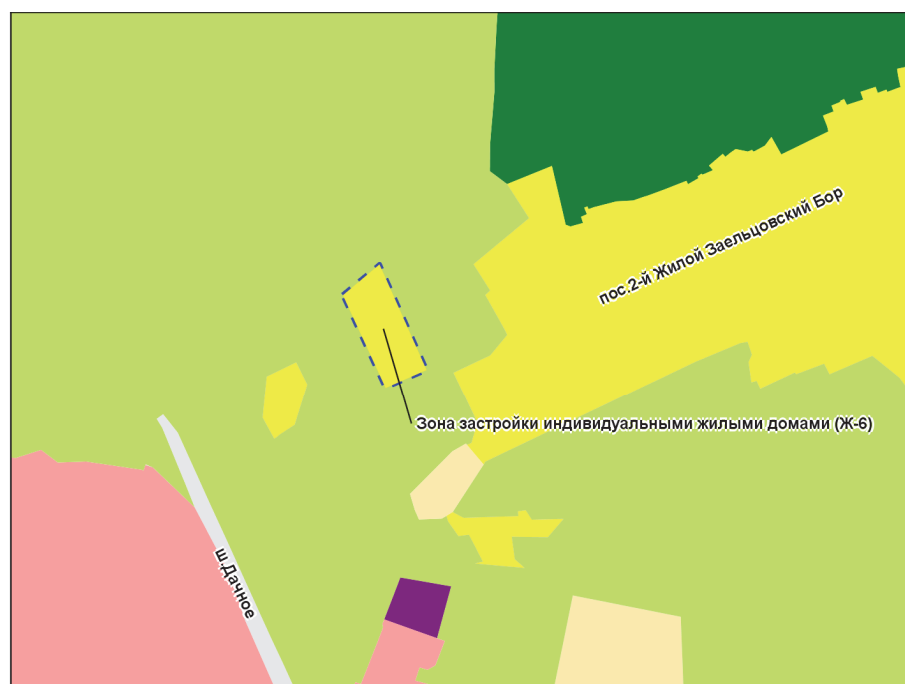 пос.2-й Жилой Заельцовский Бор
Зона застройки индивидуальными жилыми домами (Ж-6)
ш.Дачное